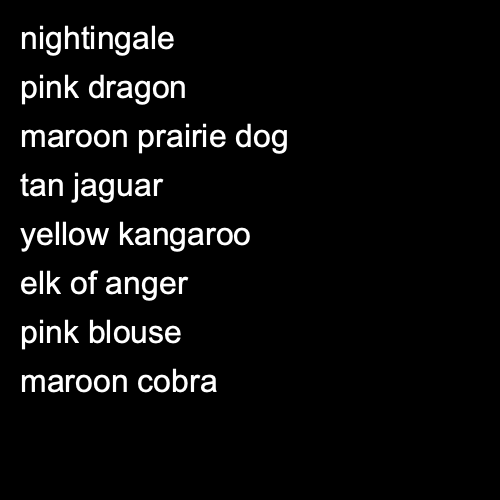 nightingale
pink dragon
maroon prairie dog
tan jaguar
yellow kangaroo
elk of anger
pink blouse
maroon cobra